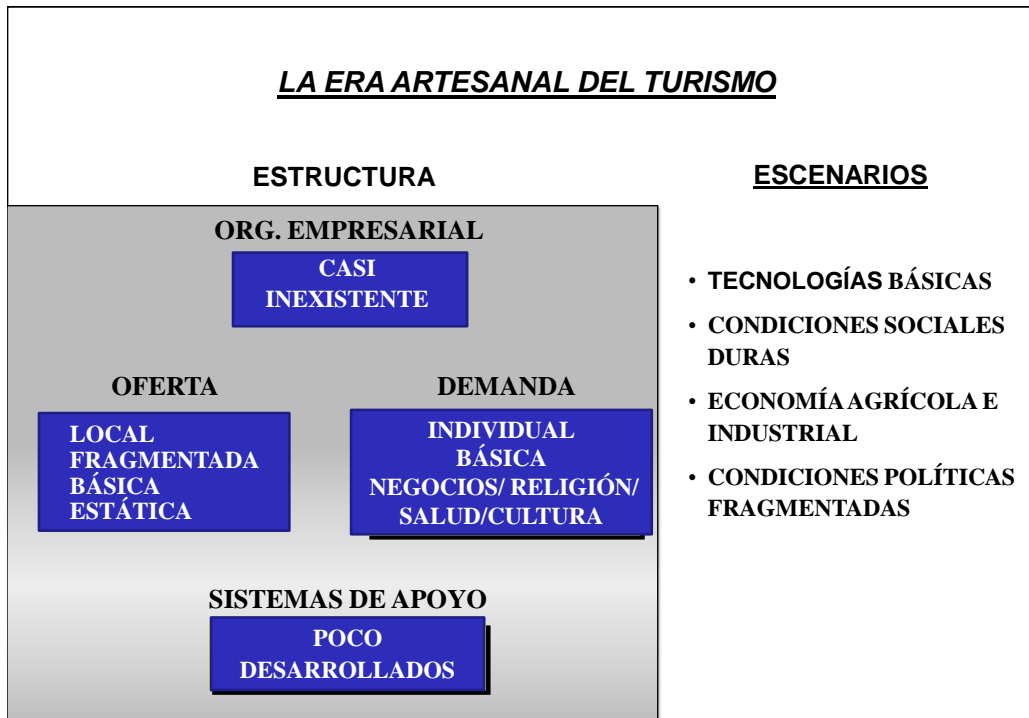 LA ERA ARTESANAL DEL TURISMO
ESTRUCTURA
ORG. EMPRESARIAL
CASI
INEXISTENTE
OFERTA
LOCAL
FRAGMENTADA
BÁSICA
ESTÁTICA
DEMANDA
INDIVIDUAL
BÁSICA
NEGOCIOS/ RELIGIÓN/
SALUD/CULTURA
SISTEMAS DE APOYO
POCO
DESARROLLADOS
ESCENARIOS
• TECNOLOGÍAS BÁSICAS
• CONDICIONES SOCIALES
DURAS
• ECONOMÍA AGRÍCOLA E
INDUSTRIAL
• CONDICIONES POLÍTICAS
FRAGMENTADAS